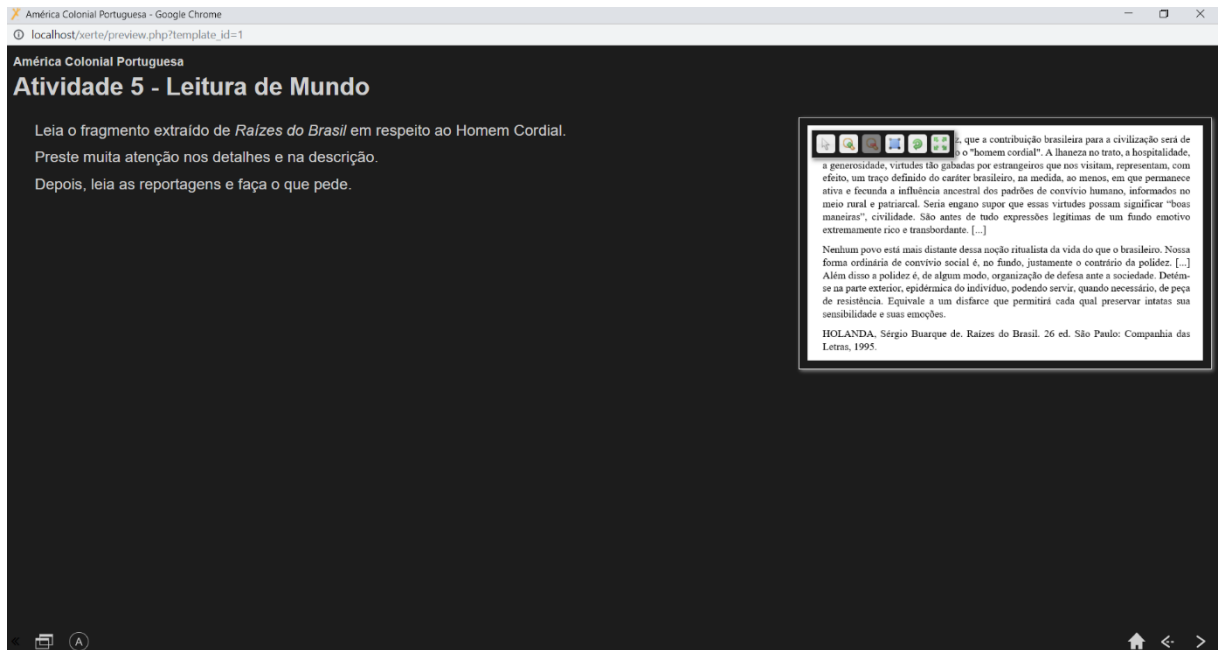 América Colonial Portuguesa - Google Chrome
localhost/xerte/preview.php?template_id=1
América Colonial Portuguesa
Atividade 5 - Leitura de Mundo
Leia o fragmento extraído de Raízes do Brasil em respeito ao Homem Cordial.
Preste muita atenção nos detalhes e na descrição.
Depois, leia as reportagens e faça o que pede.
que a contribuição brasileira para a civilização será de
o "homem cordial". A lhaneza no trato, a hospitalidade,
a generosidade, virtudes tão gabadas por estrangeiros que nos visitam, representam, com
efeito, um traço definido do caráter brasileiro, na medida, ao menos, em que permanece
ativa e fecunda a influência ancestral dos padrões de convívio humano, informados no
meio rural e patriarcal. Seria engano supor que essas virtudes possam significar “boas
maneiras”, civilidade. São antes de tudo expressões legítimas de um fundo emotivo
extremamente rico e transbordante. [...]
Nenhum povo está mais distante dessa noção ritualista da vida do que o brasileiro. Nossa
forma ordinária de convívio social é, no fundo, justamente o contrário da polidez. [...]
Além disso a polidez é, de algum modo, organização de defesa ante a sociedade. Detém-
se na parte exterior, epidérmica do indivíduo, podendo servir, quando necessário, de peça
de resistência. Equivale a um disfarce que permitirá cada qual preservar intatas sua
sensibilidade e suas emoções.
HOLANDA, Sérgio Buarque de. Raízes do Brasil. 26 ed. São Paulo: Companhia das
Letras, 1995.
A